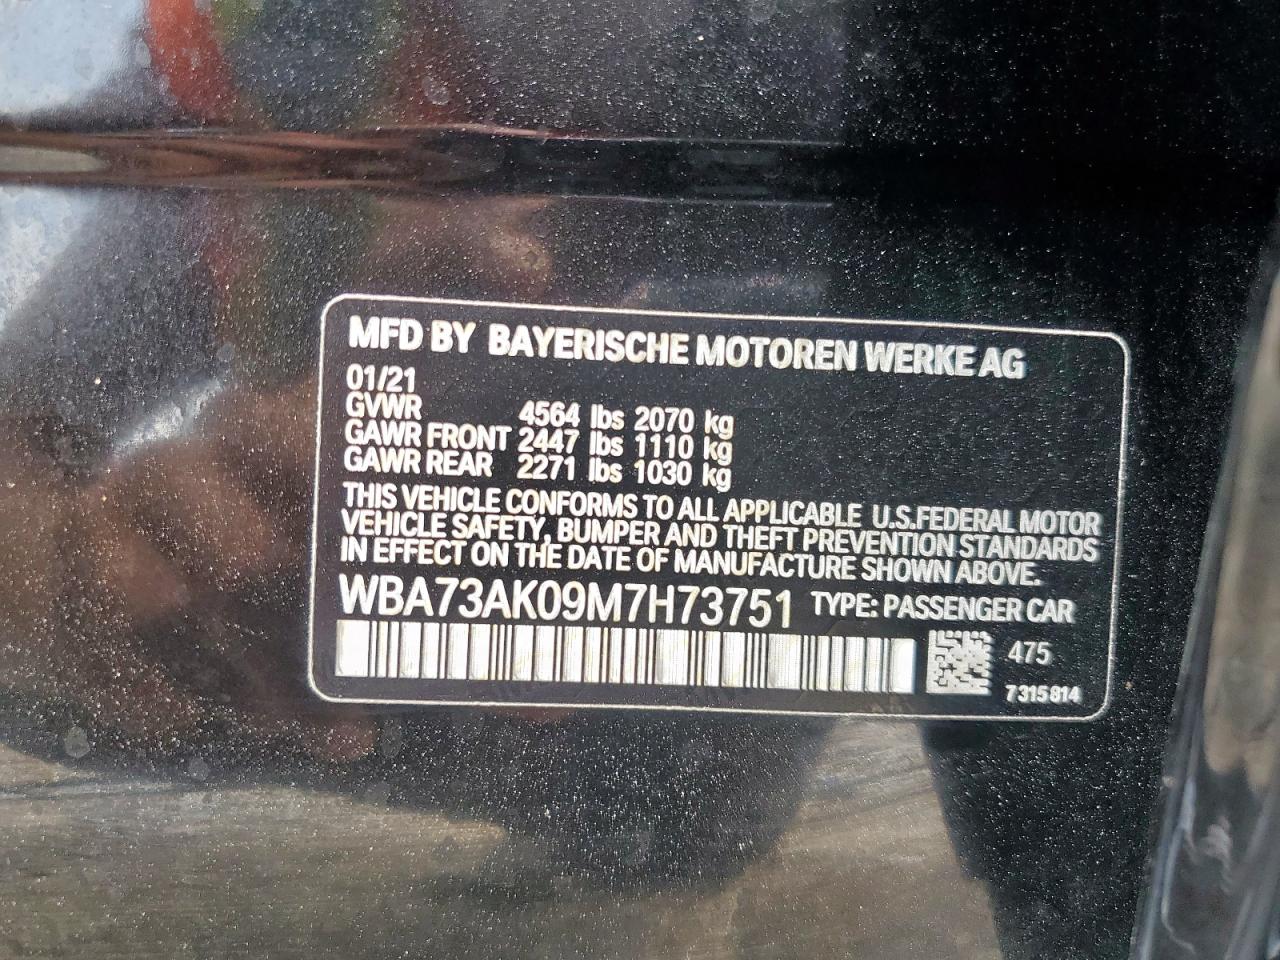 MFD BY BAYERISCHE MOTOREN WERKE AG
01/21
GVWR 4564 lbs 2070 kg
GAWR FRONT 2447 lbs 1110 kg
GAWR REAR 2271 lbs 1030 kg
THIS VEHICLE CONFORMS TO ALL APPLICABLE U.S.FEDERAL MOTOR
VEHICLE SAFETY, BUMPER AND THEFT PREVENTION STANDARDS
IN EFFECT ON THE DATE OF MANUFACTURE SHOWN ABOVE.
WBA73AK09M7H73751 TYPE: PASSENGER CAR
475
7 315 814